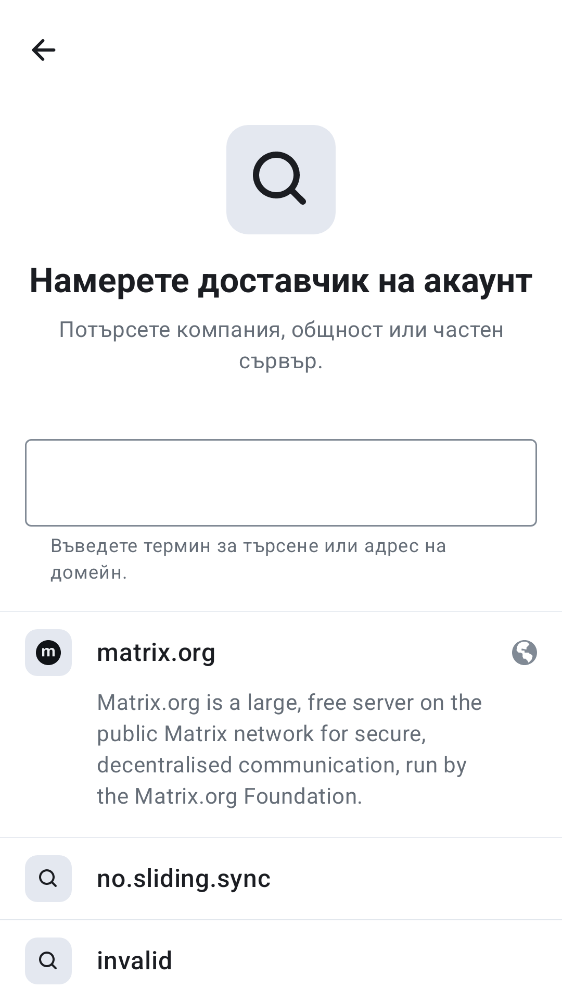 Намерете доставчик на акаунт
Потърсете компания, общност или частен
сървър.
Въведете термин за търсене или адрес на
домейн.
m
matrix.org
Matrix.org is a large, free server on the
public Matrix network for secure,
decentralised communication, run by
the Matrix.org Foundation.
no.sliding.sync
invalid